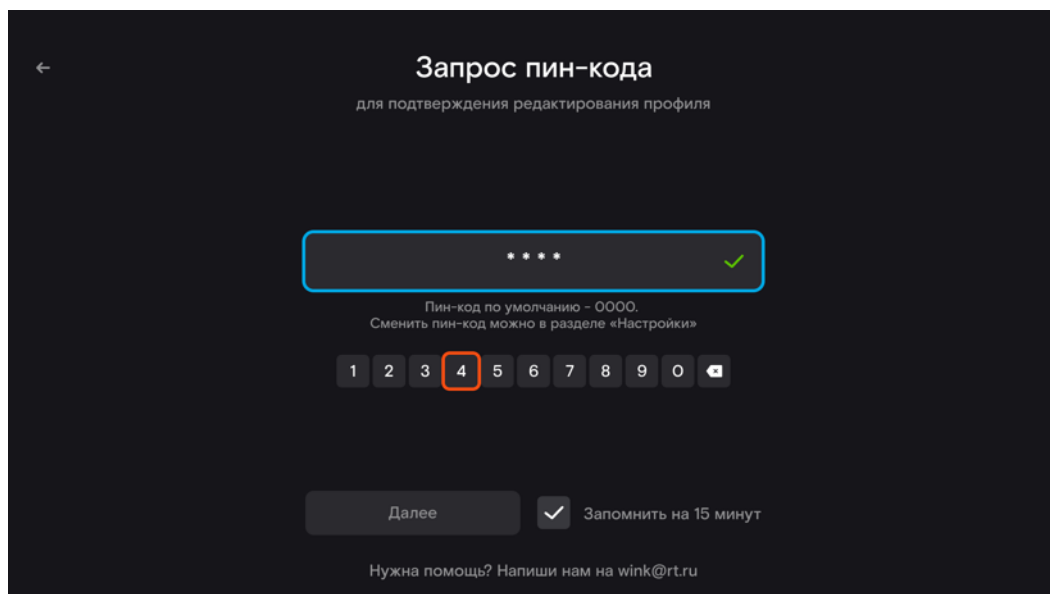 Запрос пин-кода
для подтверждения редактирования профиля
* * * *
Пин-код по умолчанию - 0000.
Сменить пин-код можно в разделе «Настройки»
1 2 3 4 5 6 7 8 9 0
Далее
Запомнить на 15 минут
Нужна помощь? Напиши нам на wink@rt.ru